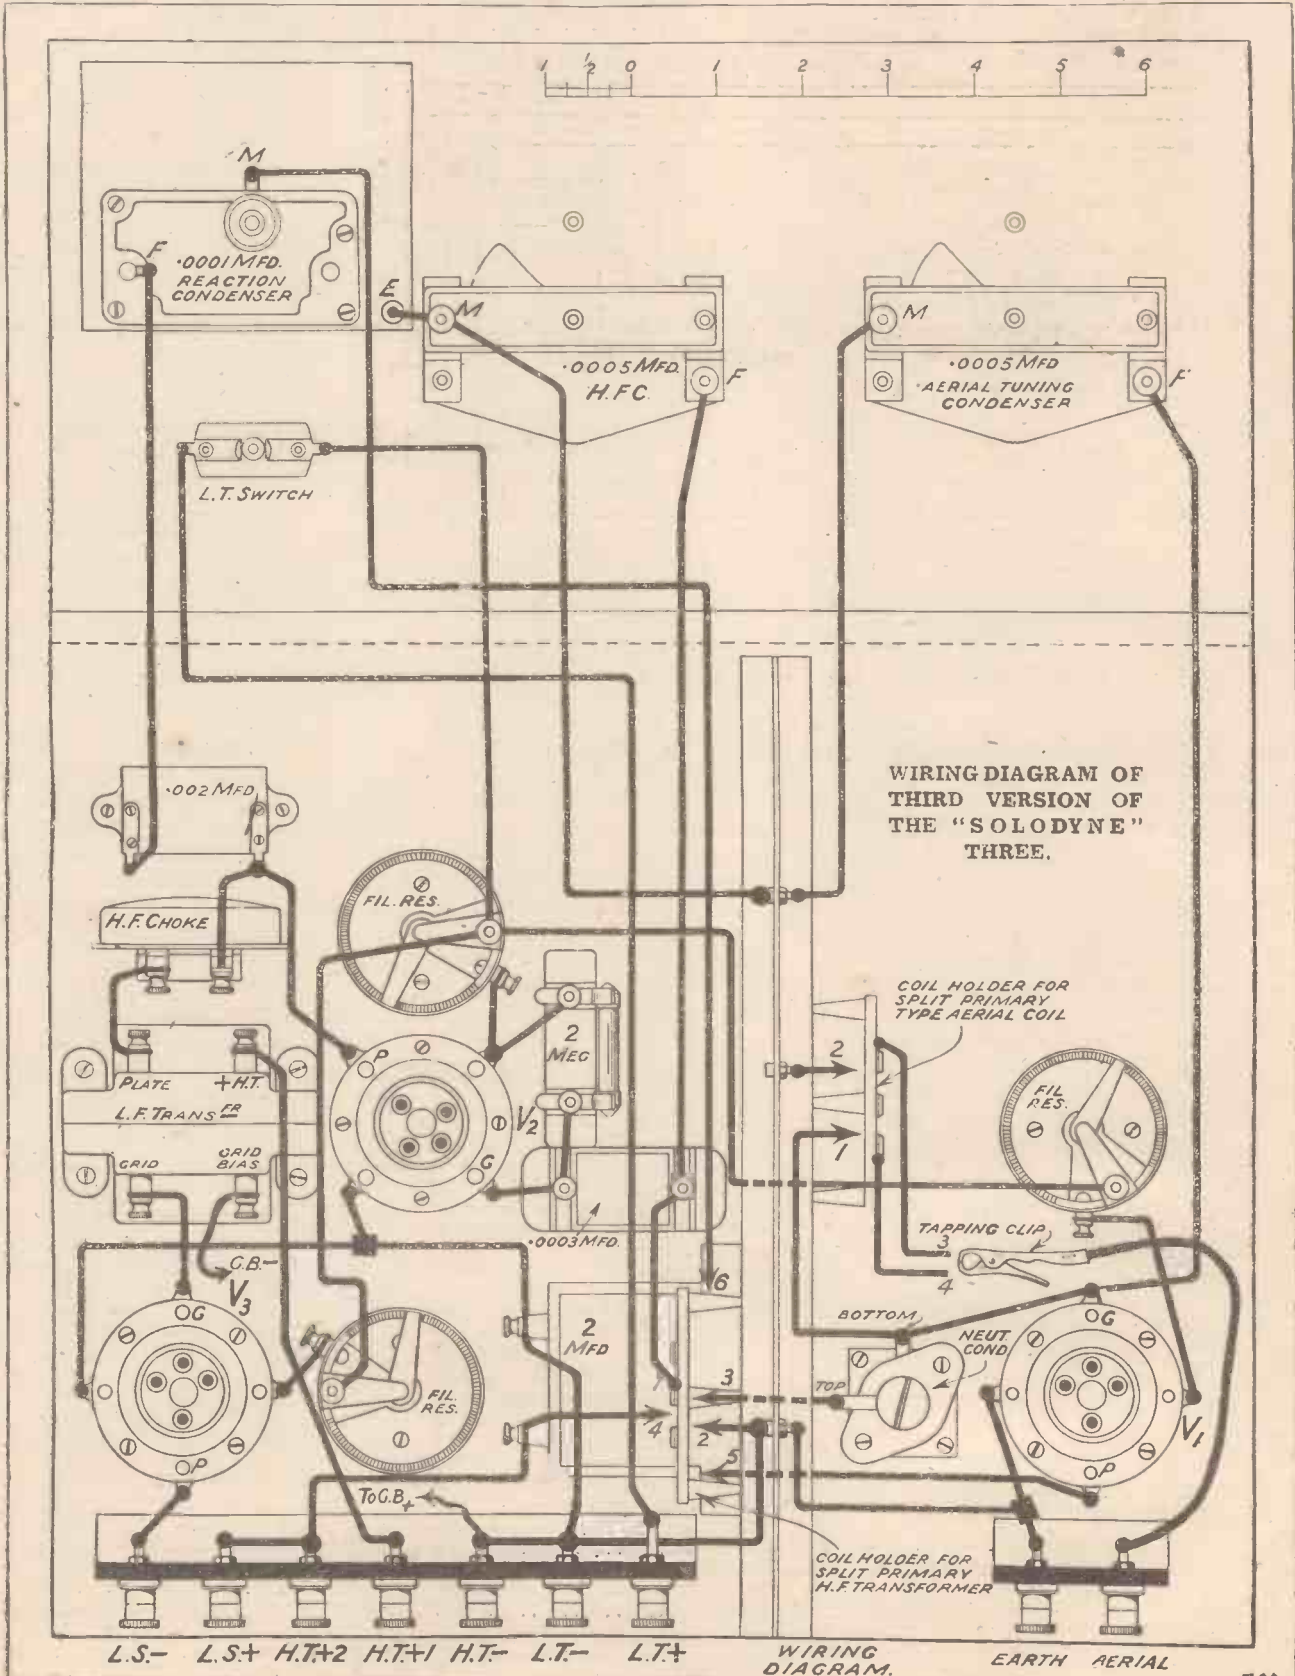 1 ½ 0 1 2 3 4 5 6
M
F
·0001 MFD.
REACTION
CONDENSER
E
M
·0005 MFD.
H.F.C.
F
M
·0005 MFD
AERIAL TUNING
CONDENSER
F
L.T. SWITCH
WIRING DIAGRAM OF
THIRD VERSION OF
THE "SOLODYNE"
THREE.
·002 MFD
H.F. CHOKE
FIL. RES.
2
MEG
COIL HOLDER FOR
SPLIT PRIMARY
TYPE AERIAL COIL
2
1
FIL
RES.
PLATE
+H.T.
L.F. TRANSFR
GRID
GRID
BIAS
P
V2
G
·0003 MFD.
TAPPING CLIP
3
4
G.B.-
V3
G
P
FIL
RES.
2
MFD
6
3
4
2
5
BOTTOM
NEUT.
COND.
TOP
G
P
V1
TO G.B.+
COIL HOLDER FOR
SPLIT PRIMARY
H.F TRANSFORMER
L.S.- L.S.+ H.T.+2 H.T.+1 H.T.- L.T.- L.T.+
WIRING
DIAGRAM.
EARTH AERIAL